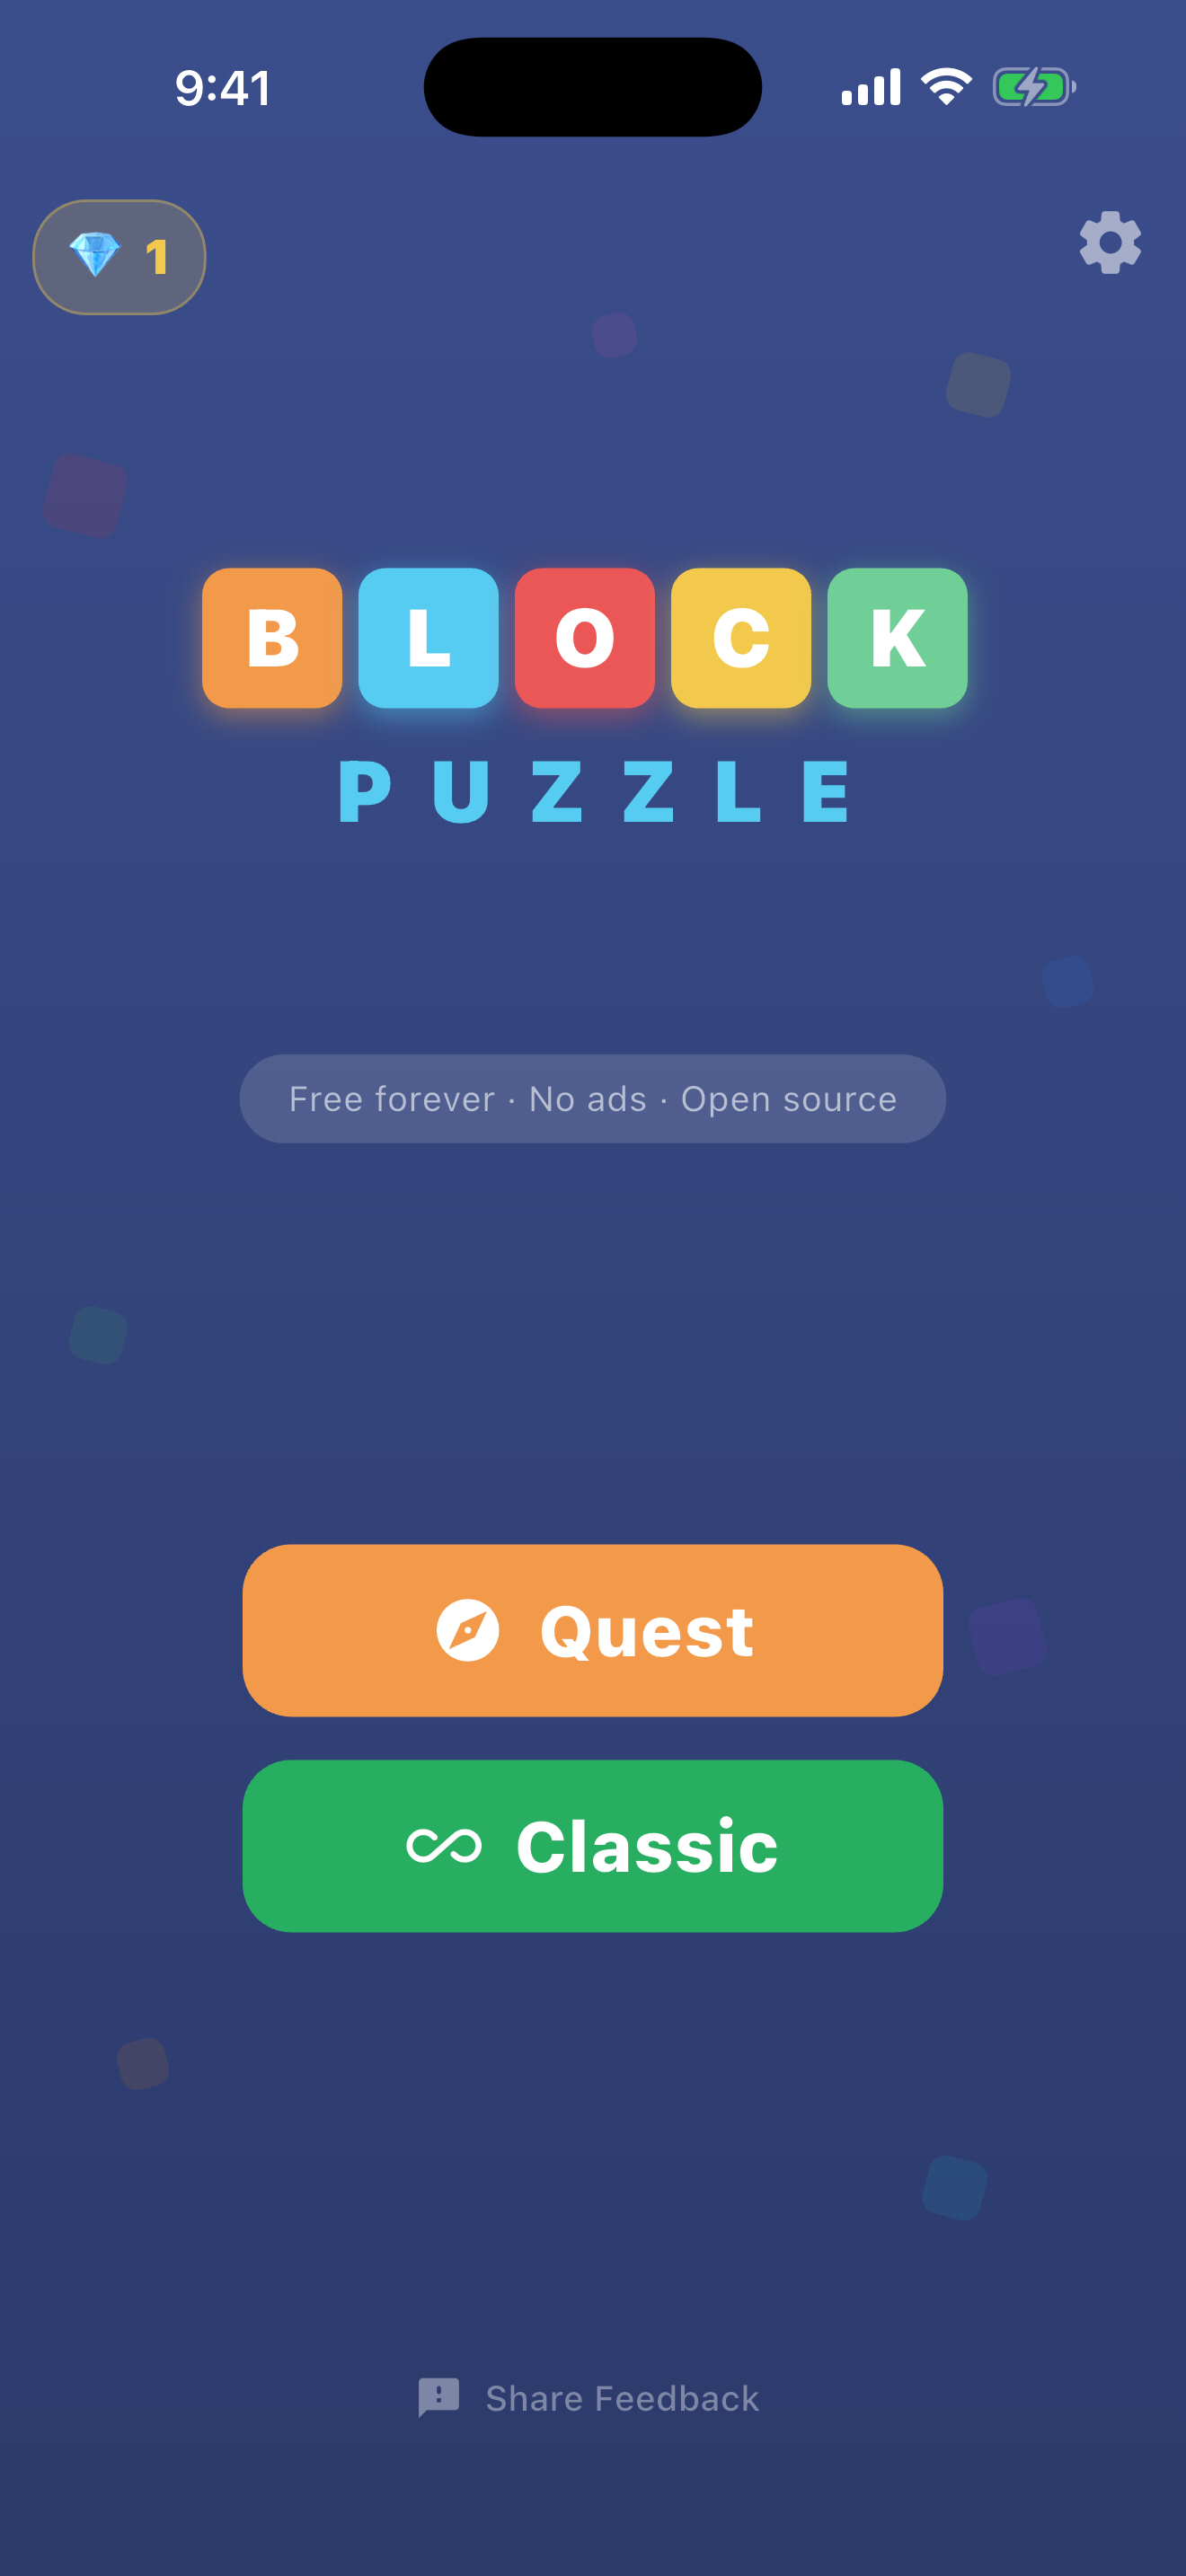 9:41
1
BLOCK
PUZZLE
Free forever · No ads · Open source
Quest
Classic
Share Feedback